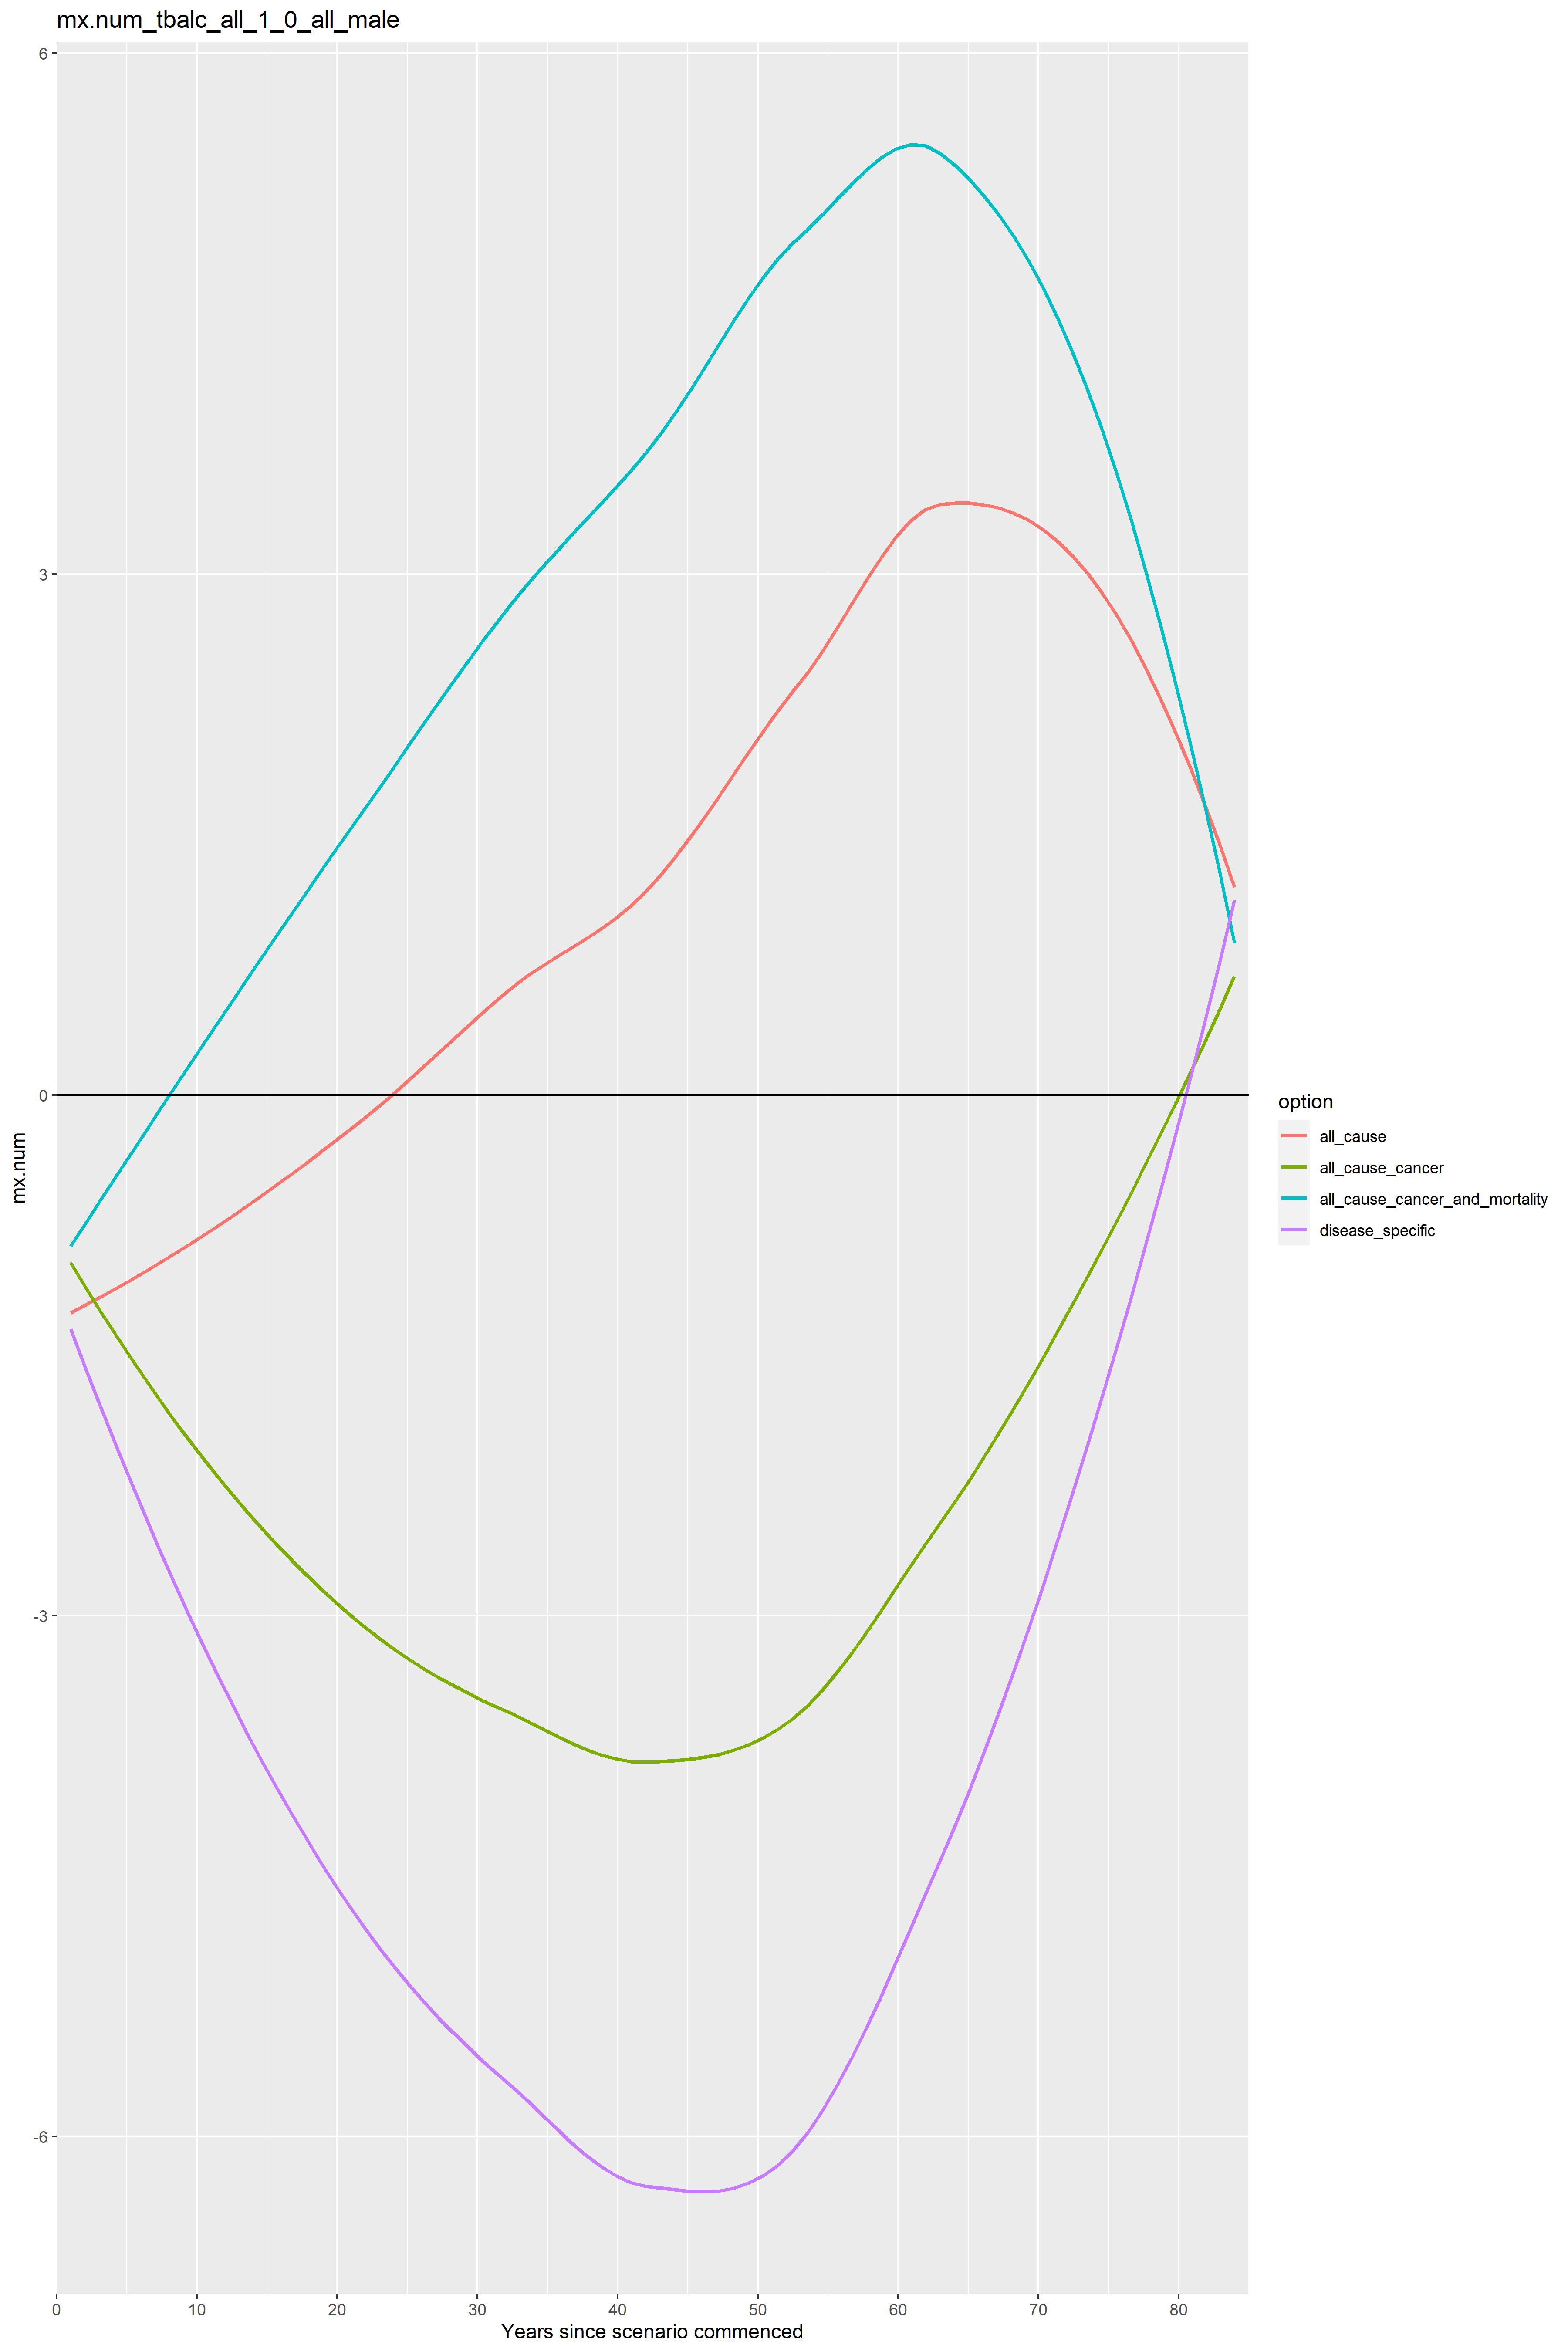 mx.num_tbalc_all_1_0_all_male
6
3
0
-3
-6
mx.num
0 10 20 30 40 50 60 70 80
Years since scenario commenced
option
all_cause
all_cause_cancer
all_cause_cancer_and_mortality
disease_specific